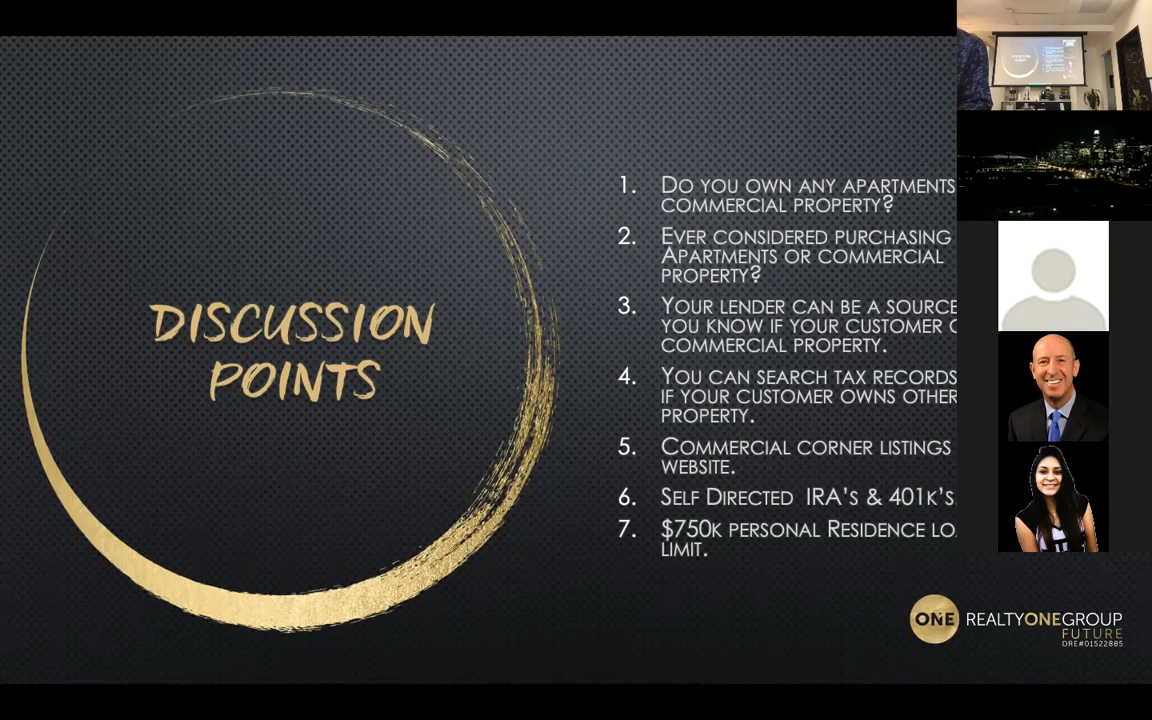 DISCUSSION
POINTS
1. DO YOU OWN ANY APARTMENTS
COMMERCIAL PROPERTY?
2. EVER CONSIDERED PURCHASING
APARTMENTS OR COMMERCIAL
PROPERTY?
3. YOUR LENDER CAN BE A SOURCE
YOU KNOW IF YOUR CUSTOMER
COMMERCIAL PROPERTY.
4. YOU CAN SEARCH TAX RECORDS
IF YOUR CUSTOMER OWNS OTHER
PROPERTY.
5. COMMERCIAL CORNER LISTINGS
WEBSITE.
6. SELF DIRECTED IRA'S & 401K'S.
7. $750K PERSONAL RESIDENCE
LIMIT.
ONE REALTYONEGROUP
FUTURE
DRE#01522885